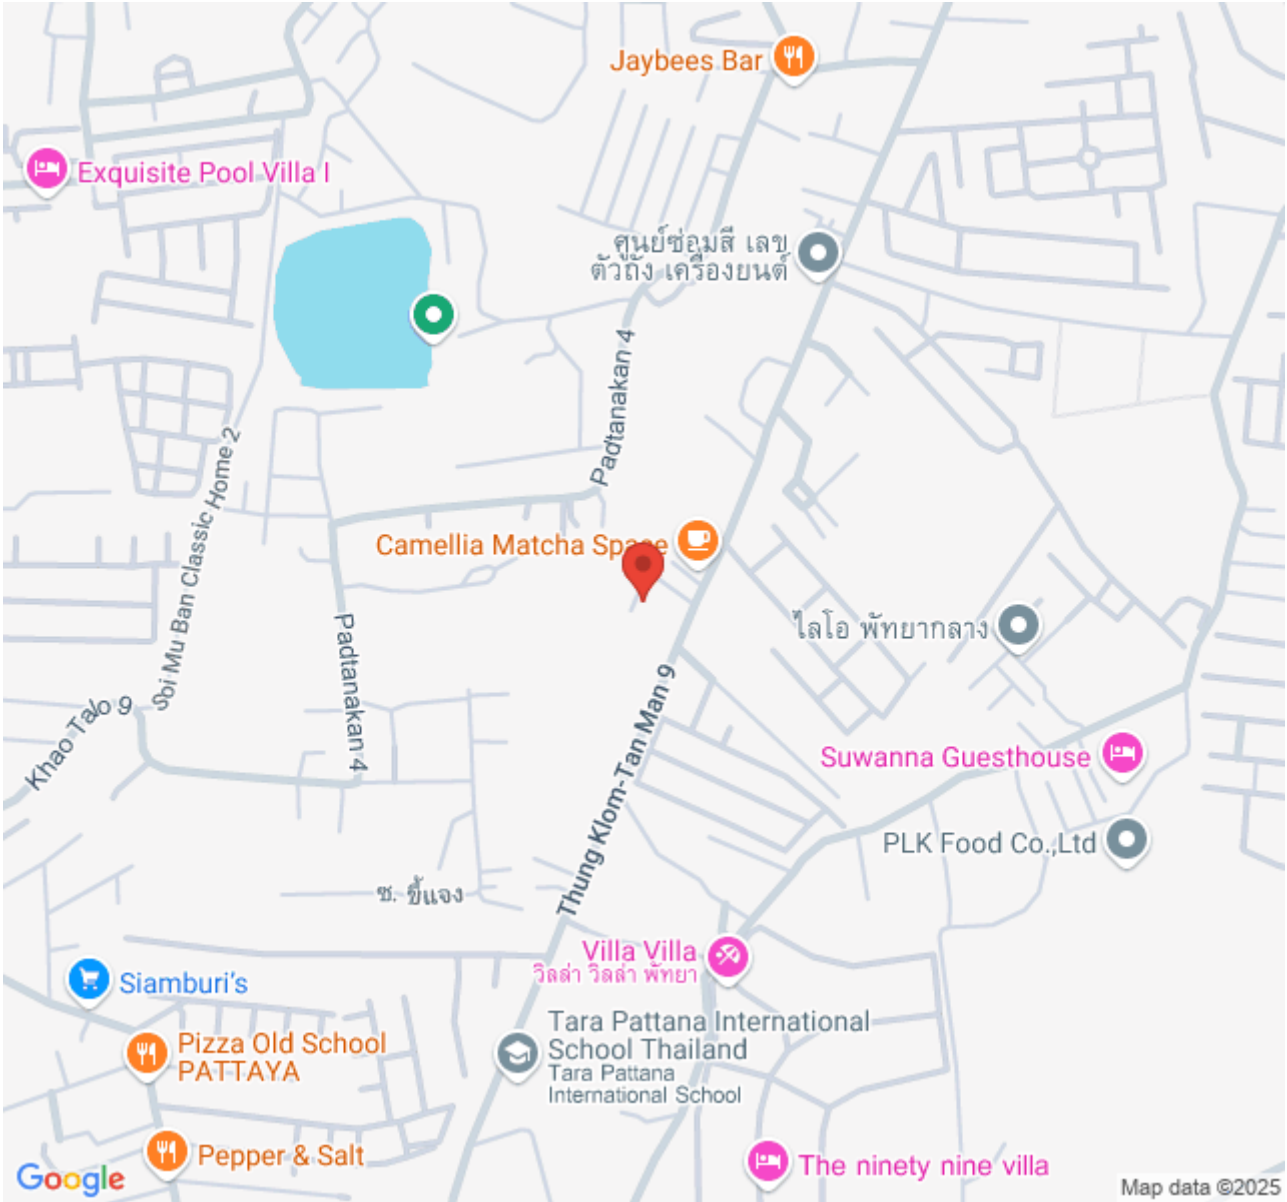 Jaybees Bar
Exquisite Pool Villa I
ศูนย์ซ่อมสี เลข
ตัวถัง เครื่องยนต์
Padtanakan 4
Soi Mu Ban Classic Home 2
Camellia Matcha Space
ไลโอ พัทยากลาง
Padtanakan 4
Khao Talo 9
Thung Klom-Tan Man 9
Suwanna Guesthouse
PLK Food Co.,Ltd
ซ. ขี้แจง
Villa Villa
วิลล่า วิลล่า พัทยา
Siamburi's
Tara Pattana International
School Thailand
Tara Pattana
International School
Pizza Old School
PATTAYA
Pepper & Salt
The ninety nine villa
Google
Map data ©2025